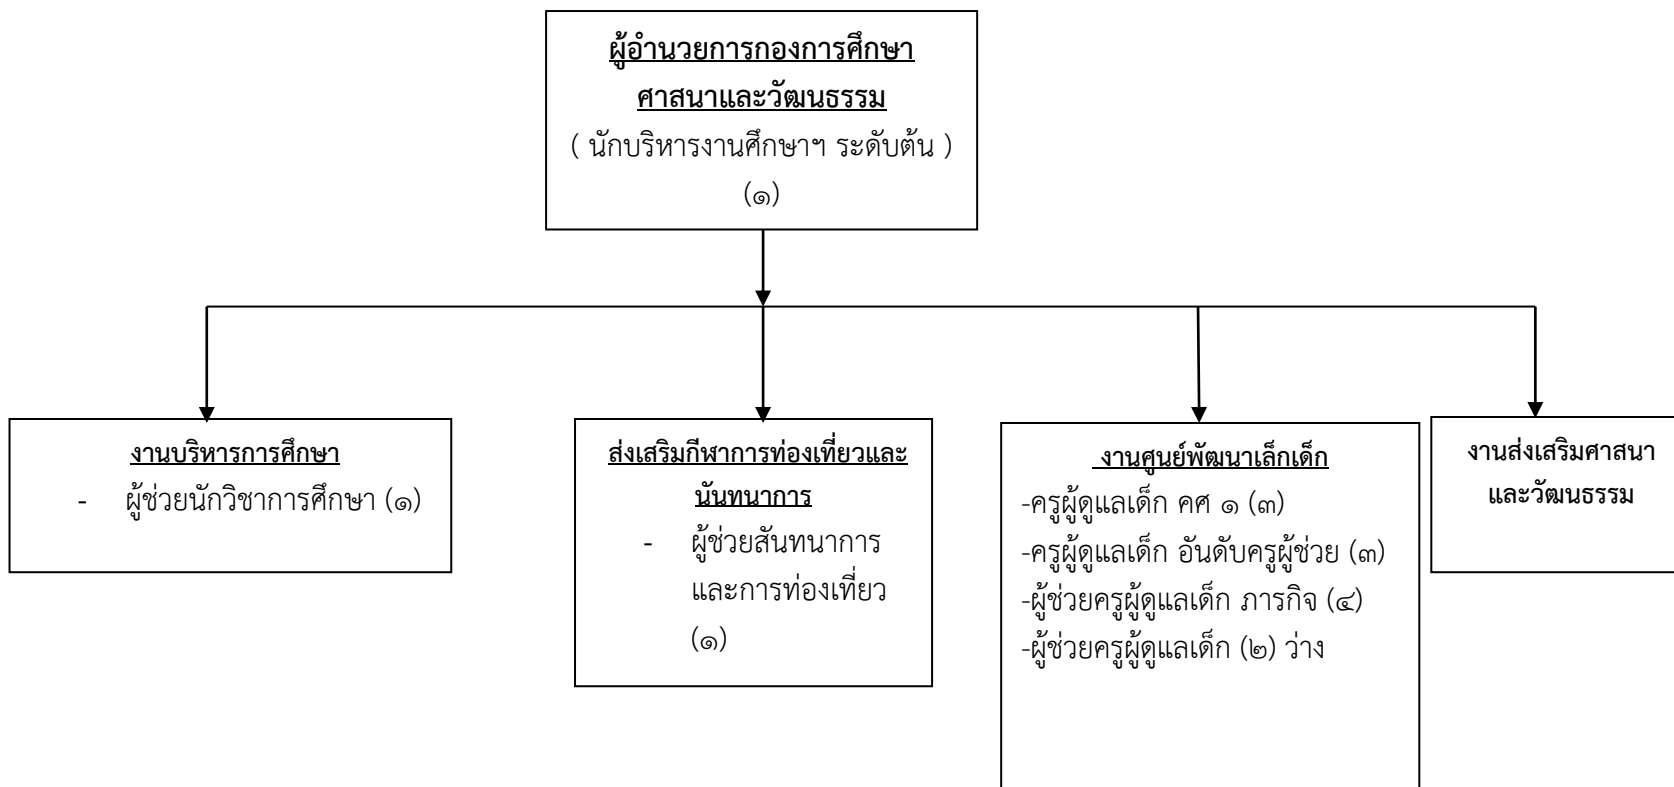 ผู้อำนวยการกองการศึกษา
ศาสนาและวัฒนธรรม
( นักบริหารงานศึกษาฯ ระดับต้น )
(๑)
งานบริหารการศึกษา
- ผู้ช่วยนักวิชาการศึกษา (๑)
ส่งเสริมกีฬาการท่องเที่ยวและ
นันทนาการ
- ผู้ช่วยสันทนาการ
และการท่องเที่ยว
(๑)
งานศูนย์พัฒนาเล็กเด็ก
-ครูผู้ดูแลเด็ก คศ ๑ (๓)
-ครูผู้ดูแลเด็ก อันดับครูผู้ช่วย (๓)
-ผู้ช่วยครูผู้ดูแลเด็ก ภารกิจ (๔)
-ผู้ช่วยครูผู้ดูแลเด็ก (๒) ว่าง
งานส่งเสริมศาสนา
และวัฒนธรรม